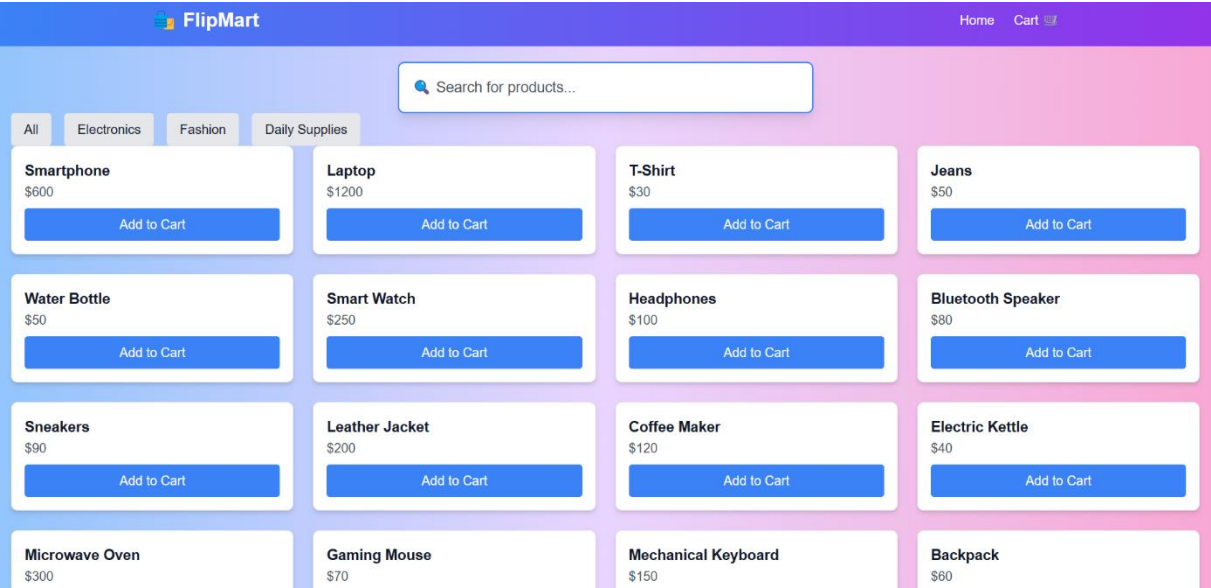 FlipMart
Home Cart
Search for products...
All Electronics Fashion Daily Supplies
Smartphone
$600
Add to Cart
Laptop
$1200
Add to Cart
T-Shirt
$30
Add to Cart
Jeans
$50
Add to Cart
Water Bottle
$50
Add to Cart
Smart Watch
$250
Add to Cart
Headphones
$100
Add to Cart
Bluetooth Speaker
$80
Add to Cart
Sneakers
$90
Add to Cart
Leather Jacket
$200
Add to Cart
Coffee Maker
$120
Add to Cart
Electric Kettle
$40
Add to Cart
Microwave Oven
$300
Gaming Mouse
$70
Mechanical Keyboard
$150
Backpack
$60